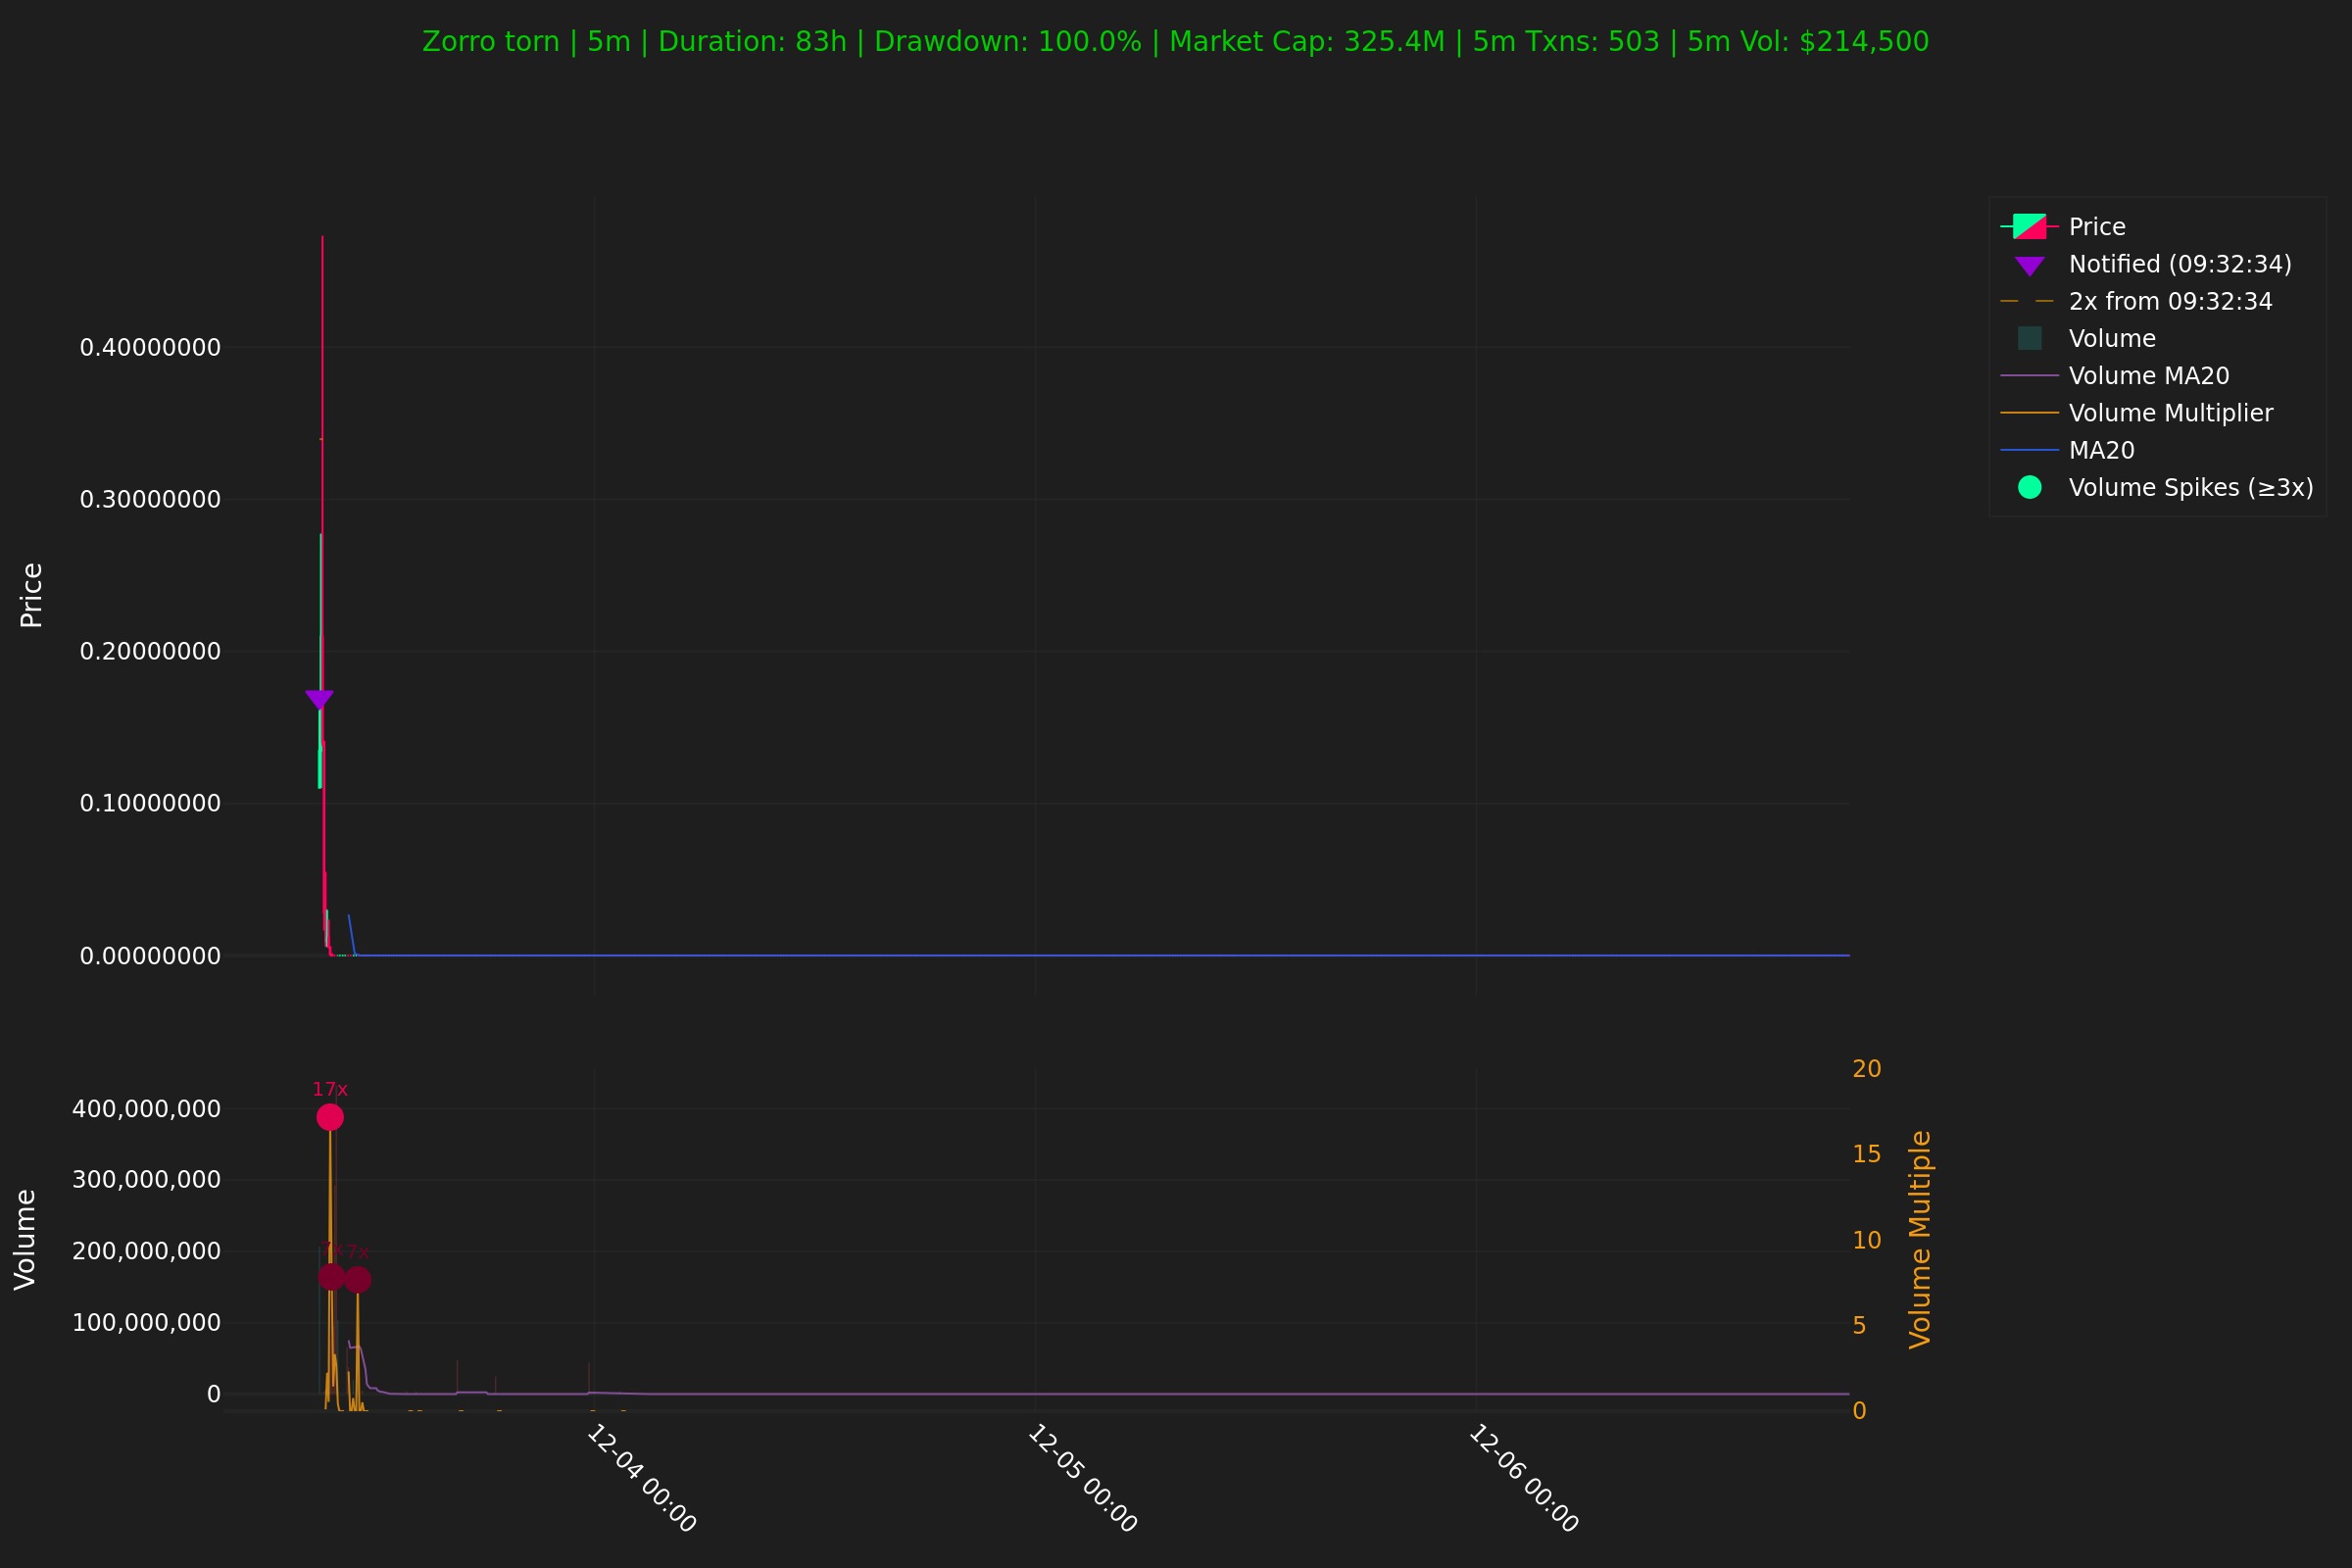 Zorro torn | 5m | Duration: 83h | Drawdown: 100.0% | Market Cap: 325.4M | 5m Txns: 503 | 5m Vol: $214,500
Price
Notified (09:32:34)
2x from 09:32:34
Volume
Volume MA20
Volume Multiplier
MA20
Volume Spikes (≥3x)
Price
0.40000000
0.30000000
0.20000000
0.10000000
0.00000000
Volume
400,000,000
300,000,000
200,000,000
100,000,000
0
17x
7x
7x
20
15
10
5
0
Volume Multiple
12-04 00:00
12-05 00:00
12-06 00:00